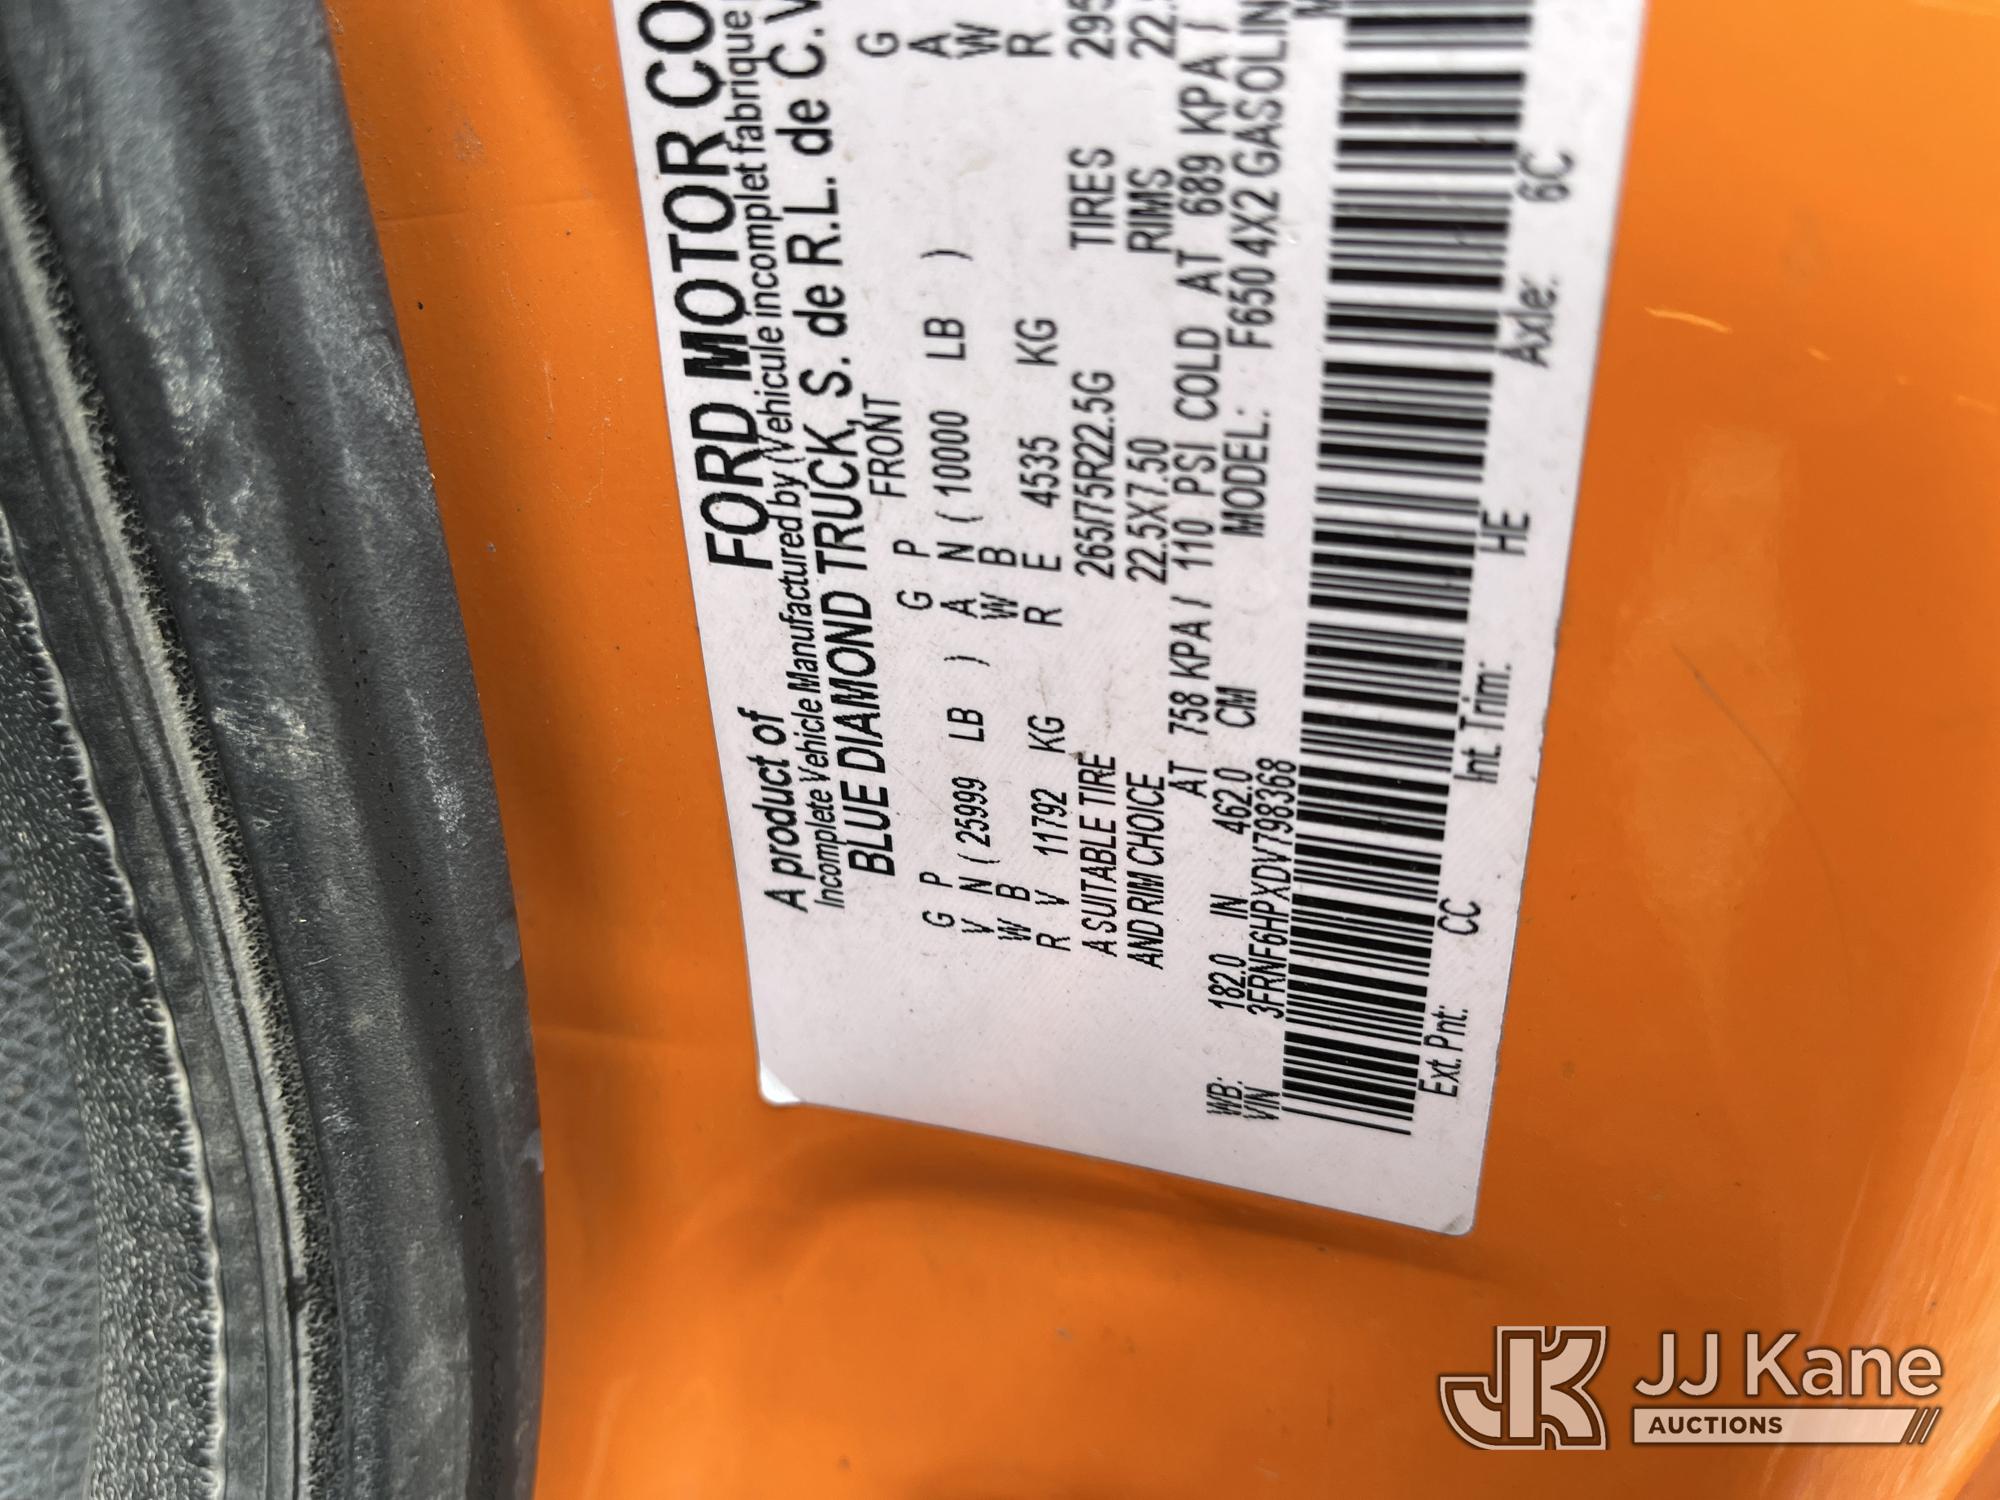 A product of FORD MOTOR CO
Incomplete Vehicle Manufactured by (Vehicule incomplet fabrique
BLUE DIAMOND TRUCK, S. de R.L. de C.V
FRONT
G P G P G
V N ( 25999 LB ) A N ( 10000 LB ) A
W B W B W
R V 11792 KG R E 4535 KG R
A SUITABLE TIRE 265/75R22.5G TIRES 295
AND RIM CHOICE 22.5X7.50 RIMS 22.
AT 758 KPA / 110 PSI COLD AT 689 KPA /
WB: 182.0 IN 462.0 CM MODEL: F650 4X2 GASOLIN
VIN 3FRNF6HPXDV798368
Ext. Pnt: CC Int. Trim: HE Axle: 6C
JK JJ Kane
AUCTIONS